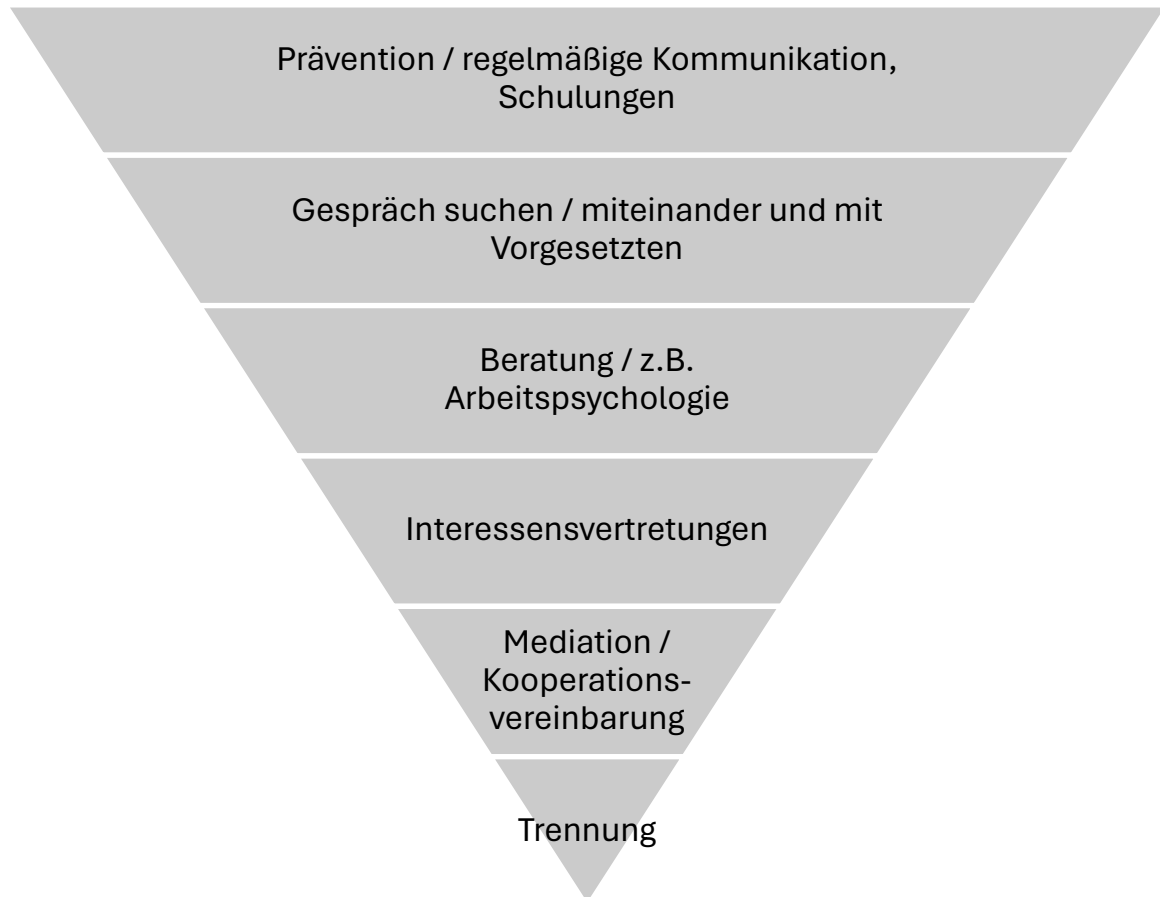 Prävention / regelmäßige Kommunikation,
Schulungen
Gespräch suchen / miteinander und mit
Vorgesetzten
Beratung / z.B.
Arbeitspsychologie
Interessensvertretungen
Mediation /
Kooperations-
vereinbarung
Trennung